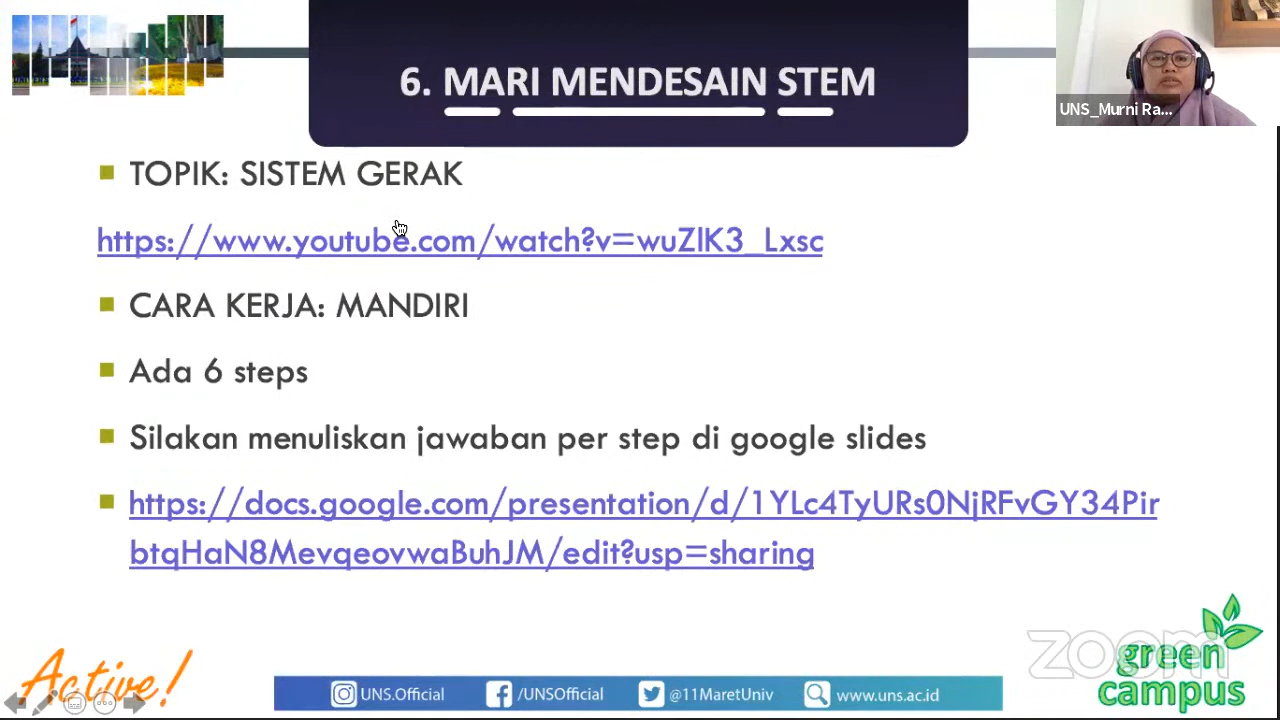 6. MARI MENDESAIN STEM
UNS_Murni Ra...
TOPIK: SISTEM GERAK
https://www.youtube.com/watch?v=wuZlK3_Lxsc
CARA KERJA: MANDIRI
Ada 6 steps
Silakan menuliskan jawaban per step di google slides
https://docs.google.com/presentation/d/1YLc4TyURs0NjRFvGY34Pir
btqHaN8MevqeovwaBuhJM/edit?usp=sharing
zoom
green
campus
Active!
UNS.Official
/UNSOfficial
@11MaretUniv
www.uns.ac.id